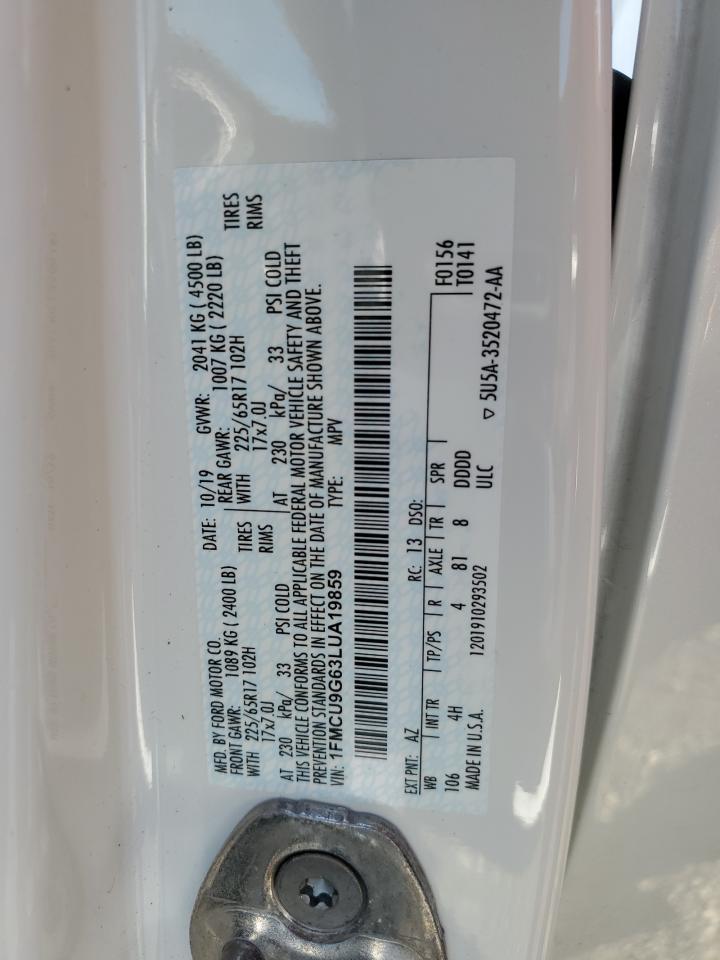 MFD. BY FORD MOTOR CO.
DATE: 10/19 GVWR: 2041 KG ( 4500 LB)
FRONT GAWR: 1089 KG ( 2400 LB) REAR GAWR: 1007 KG ( 2220 LB)
WITH 225/65R17 102H TIRES WITH 225/65R17 102H TIRES
17x7.0J RIMS 17x7.0J RIMS
AT 230 kPa/ 33 PSI COLD AT 230 kPa/ 33 PSI COLD
THIS VEHICLE CONFORMS TO ALL APPLICABLE FEDERAL MOTOR VEHICLE SAFETY AND THEFT
PREVENTION STANDARDS IN EFFECT ON THE DATE OF MANUFACTURE SHOWN ABOVE.
VIN: 1FMCU9G63LUA19859 TYPE: MPV
EXT PNT: AZ RC: 13 DSO: F0156
WB INT TR TP/PS R AXLE TR SPR T0141
106 4H 4 81 8 DDDD
MADE IN U.S.A. 1201910293502 ULC ▽ 5U5A-3520472-AA